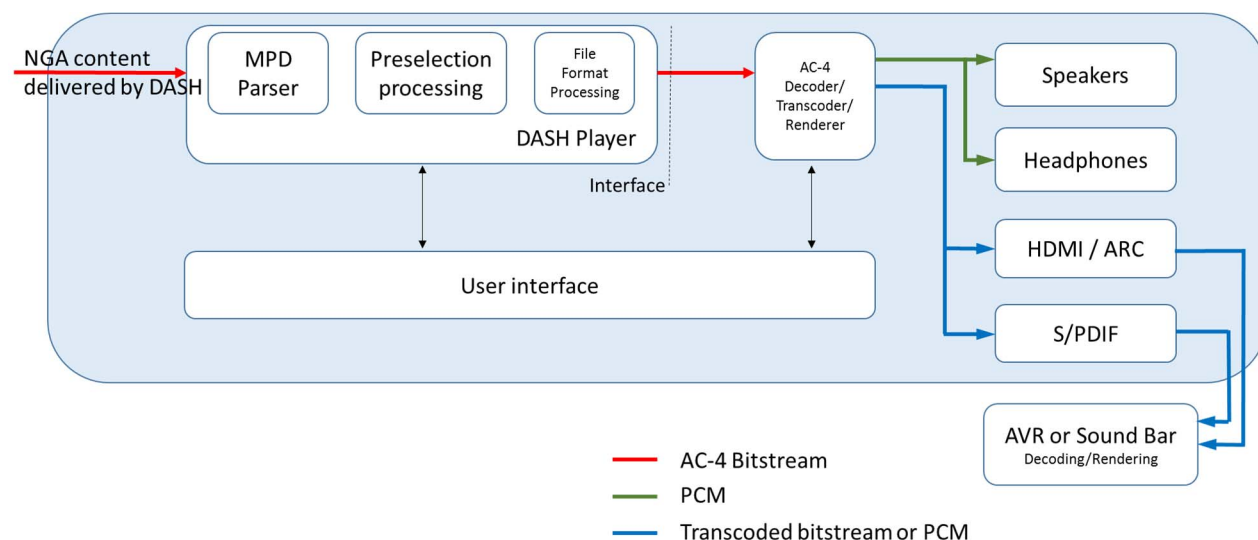 NGA content
delivered by DASH
MPD
Parser
Preselection
processing
File
Format
Processing
DASH Player
Interface
AC-4
Decoder/
Transcoder/
Renderer
Speakers
Headphones
HDMI / ARC
S/PDIF
User interface
AVR or Sound Bar
Decoding/Rendering
AC-4 Bitstream
PCM
Transcoded bitstream or PCM